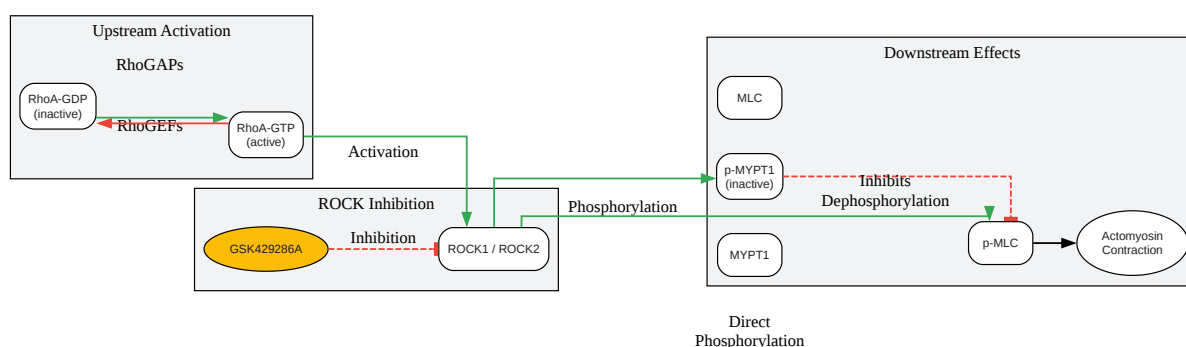 Upstream Activation
RhoGAPs
RhoA-GDP
(inactive)
RhoGEFs
RhoA-GTP
(active)
Activation
ROCK Inhibition
GSK429286A
Inhibition
ROCK1 / ROCK2
Phosphorylation
Downstream Effects
MLC
p-MYPT1
(inactive)
Inhibits
Dephosphorylation
MYPT1
p-MLC
Actomyosin
Contraction
Direct
Phosphorylation